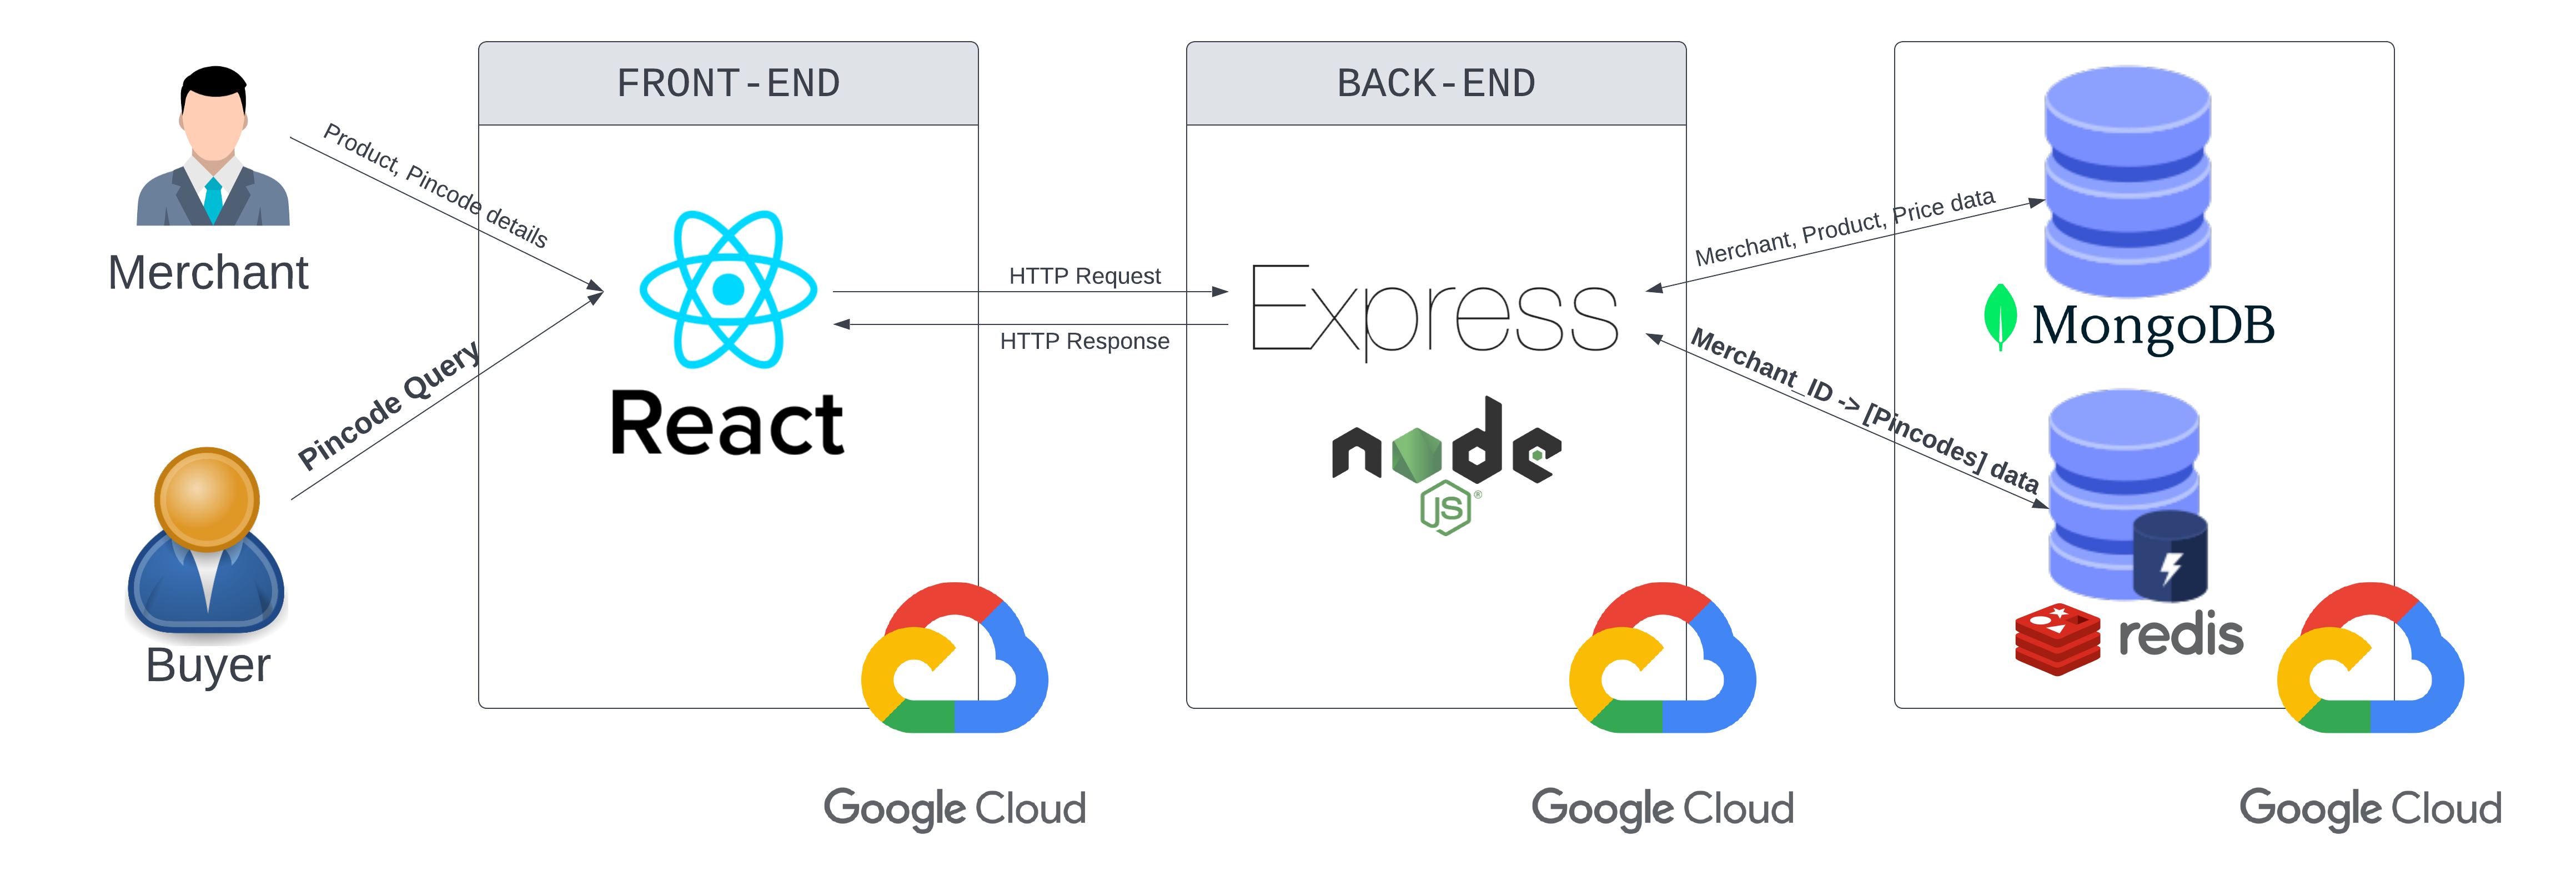 FRONT-END
BACK-END
Merchant
Product, Pincode details
Pincode Query
Buyer
React
HTTP Request
HTTP Response
Express
node
JS
®
Merchant, Product, Price data
Merchant_ID -> [Pincodes] data
MongoDB
redis
Google Cloud
Google Cloud
Google Cloud